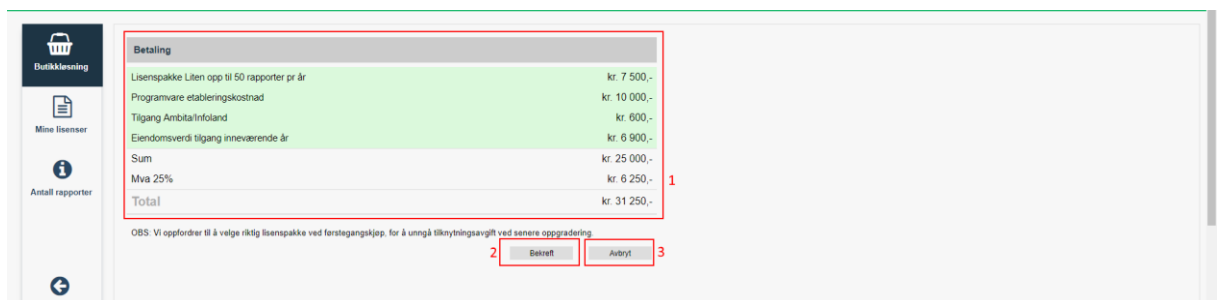 Butikkløsning
Mine lisenser
Antall rapporter
Betaling
Lisenspakke Liten opp til 50 rapporter pr år kr. 7 500,-
Programvare etableringskostnad kr. 10 000,-
Tilgang Ambita/Infoland kr. 600,-
Eiendomsverdi tilgang inneværende år kr. 6 900,-
Sum kr. 25 000,-
Mva 25% kr. 6 250,-
1
Total kr. 31 250,-
OBS: Vi oppfordrer til å velge riktig lisenspakke ved førstegangskjøp, for å unngå tilknytningsavgift ved senere oppgradering.
2 Bekreft Avbryt 3